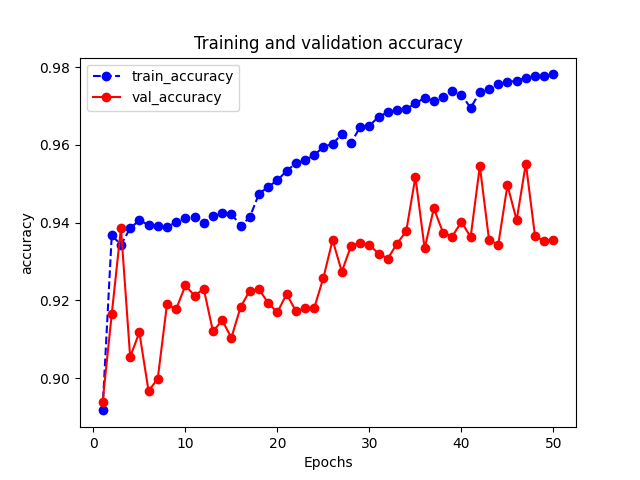 Training and validation accuracy
train_accuracy
val_accuracy
0.98
0.96
0.94
0.92
0.90
accuracy
0 10 20 30 40 50
Epochs